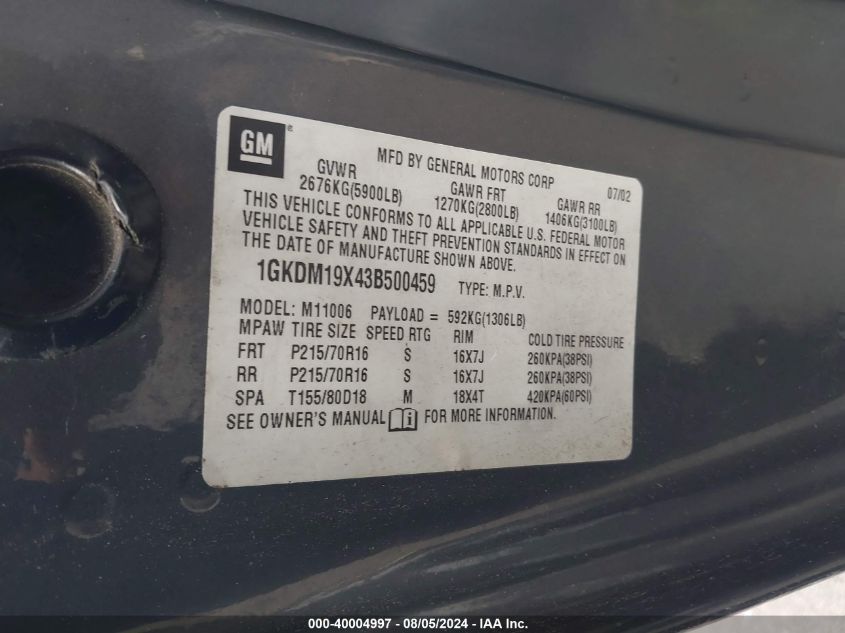 GM ®
MFD BY GENERAL MOTORS CORP 07/02
GVWR GAWR FRT GAWR RR
2676KG(5900LB) 1270KG(2800LB) 1406KG(3100LB)
THIS VEHICLE CONFORMS TO ALL APPLICABLE U.S. FEDERAL MOTOR
VEHICLE SAFETY AND THEFT PREVENTION STANDARDS IN EFFECT ON
THE DATE OF MANUFACTURE SHOWN ABOVE.
1GKDM19X43B500459 TYPE: M.P.V.
MODEL: M11006 PAYLOAD = 592KG(1306LB)
MPAW TIRE SIZE SPEED RTG RIM COLD TIRE PRESSURE
FRT P215/70R16 S 16X7J 260KPA(38PSI)
RR P215/70R16 S 16X7J 260KPA(38PSI)
SPA T155/80D18 M 18X4T 420KPA(60PSI)
SEE OWNER'S MANUAL i FOR MORE INFORMATION.
000-40004997 - 08/05/2024 - IAA Inc.